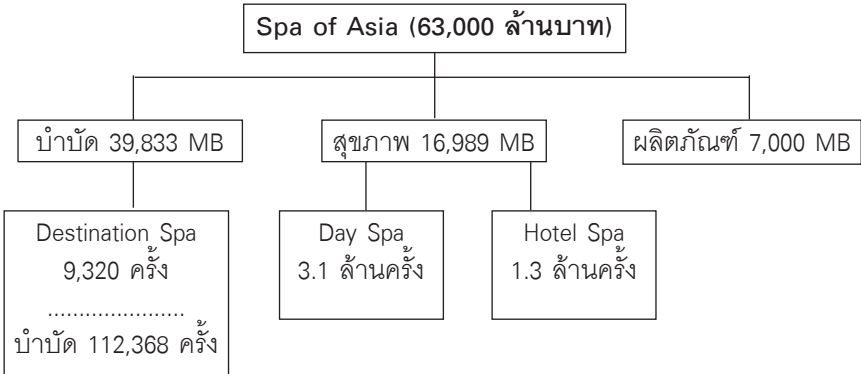 Spa of Asia (63,000 ล้านบาท)
บำบัด 39,833 MB
สุขภาพ 16,989 MB
ผลิตภัณฑ์ 7,000 MB
Destination Spa
9,320 ครั้ง
......................
บำบัด 112,368 ครั้ง
Day Spa
3.1 ล้านครั้ง
Hotel Spa
1.3 ล้านครั้ง